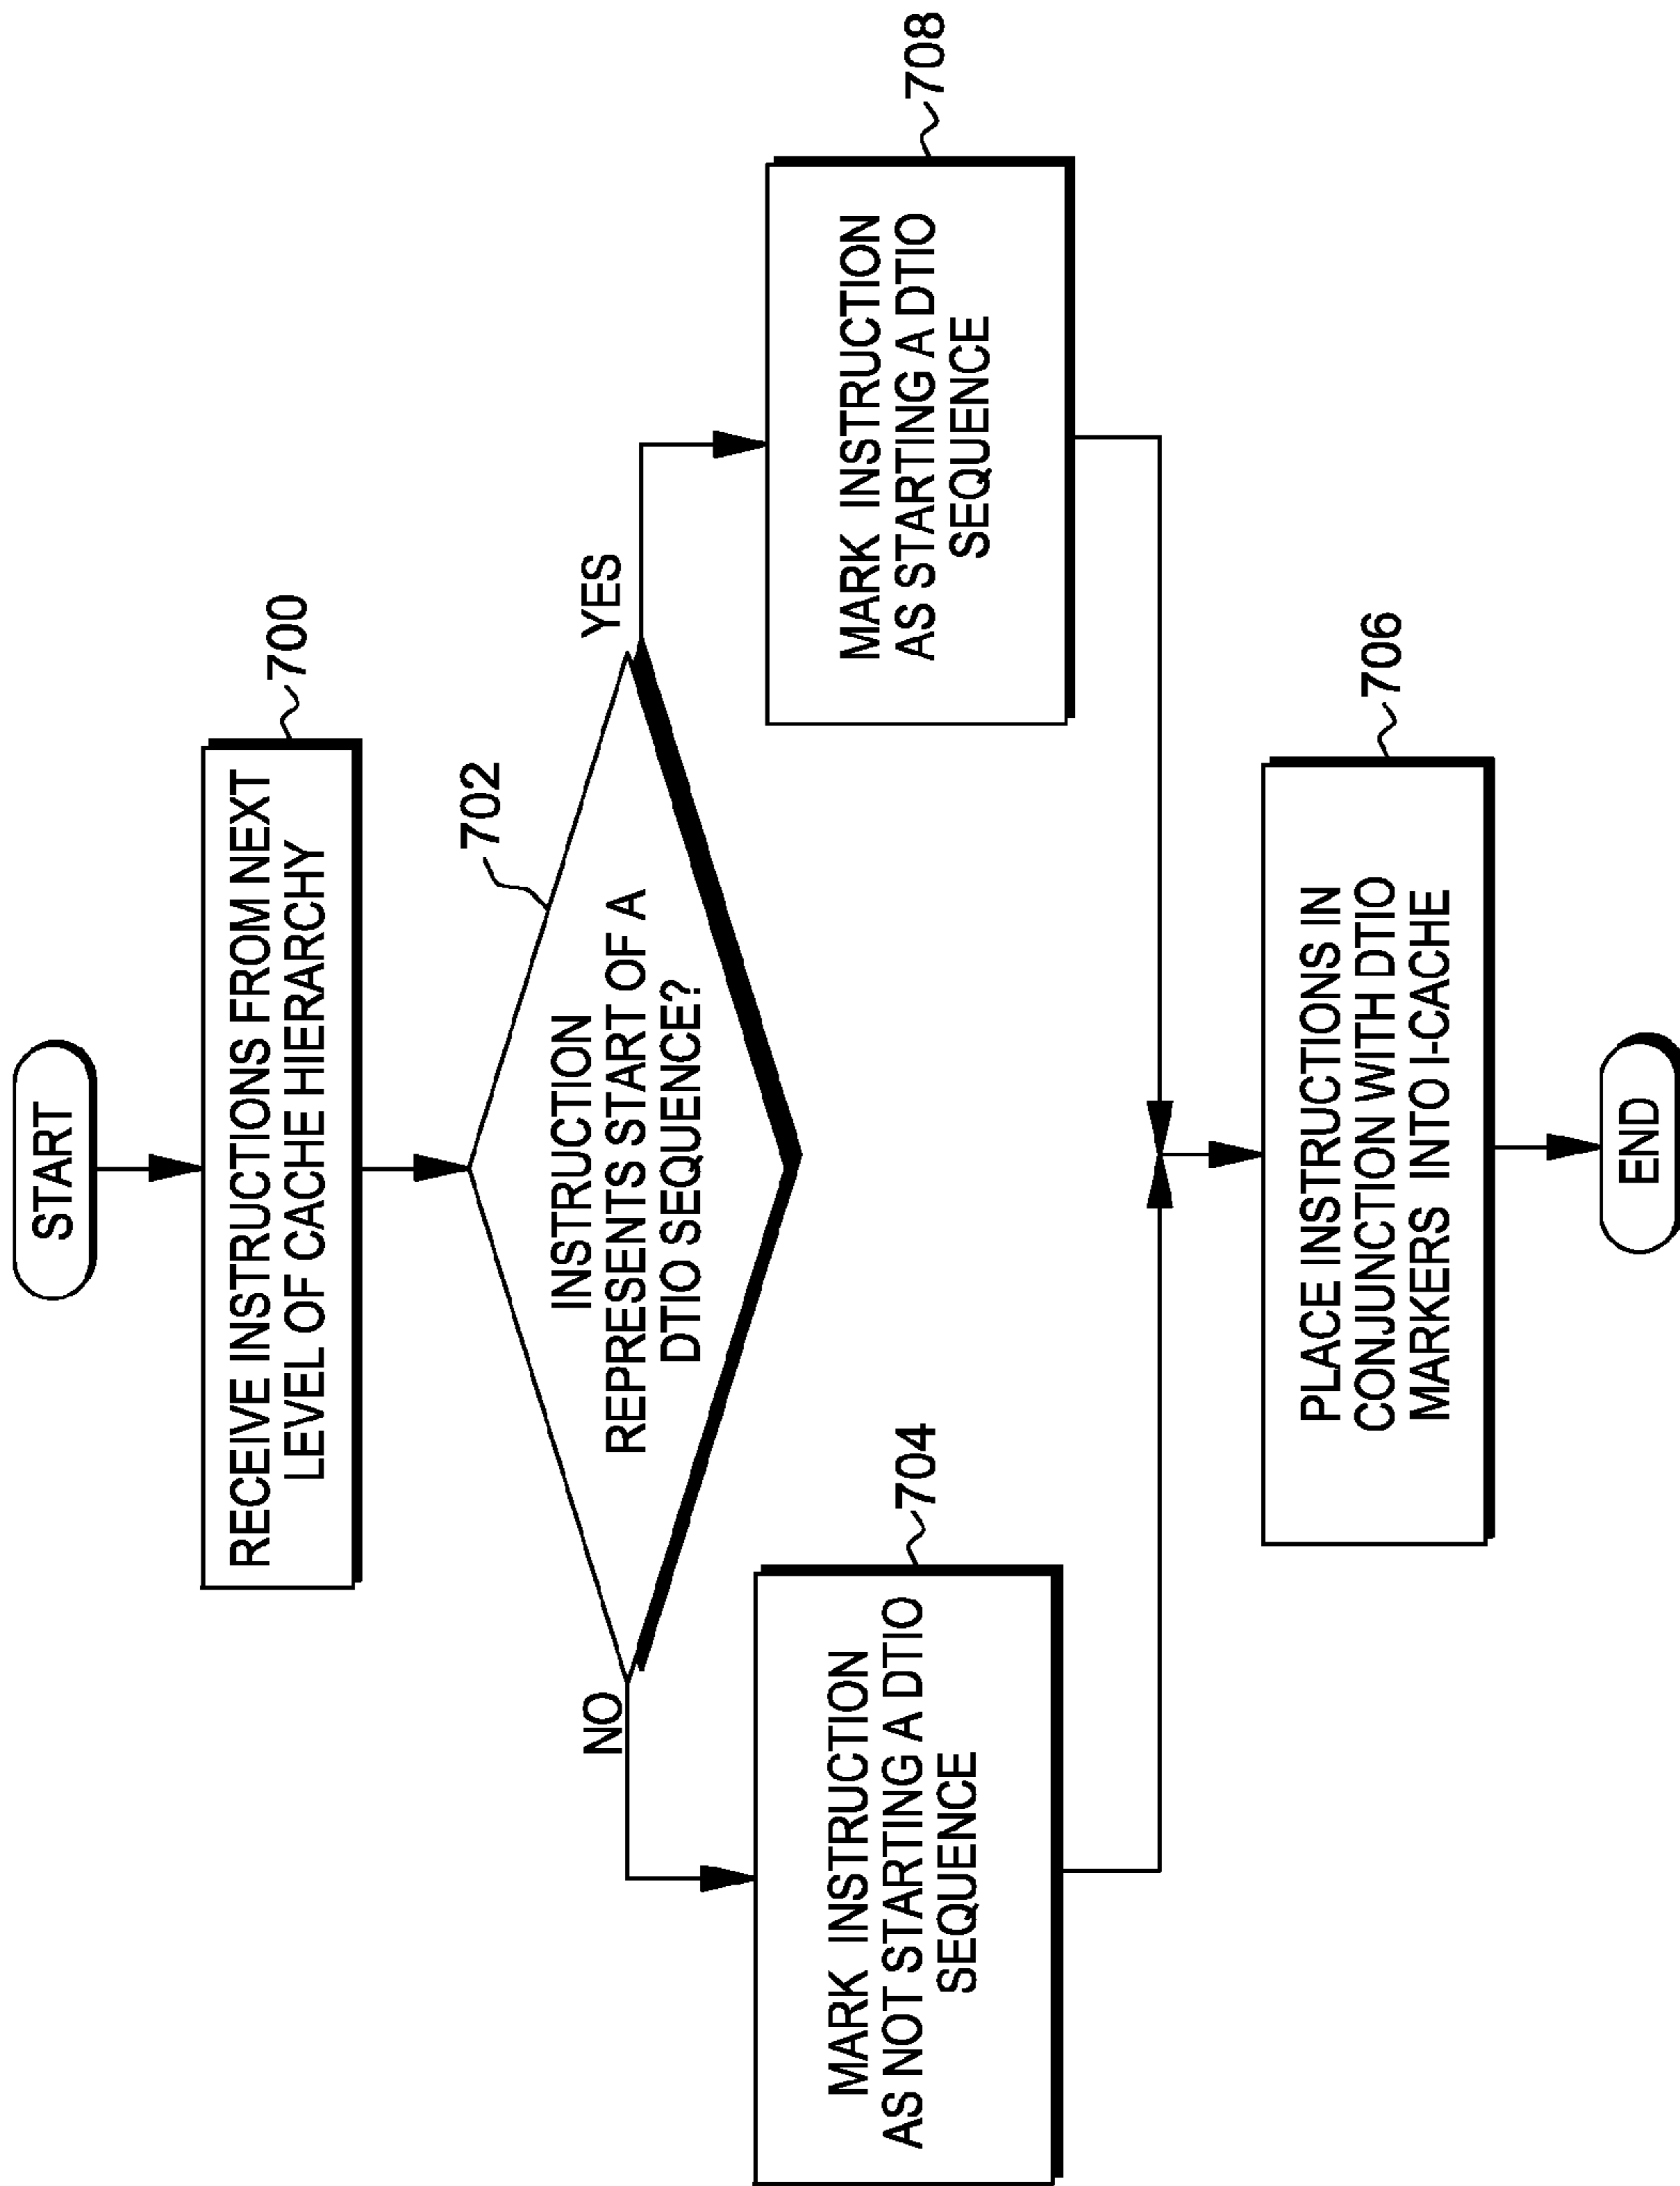 START
RECEIVE INSTRUCTIONS FROM NEXT
LEVEL OF CACHE HIERARCHY
700
702
INSTRUCTION
REPRESENTS START OF A
DTIO SEQUENCE?
NO
YES
704
MARK INSTRUCTION
AS NOT STARTING A DTIO
SEQUENCE
708
MARK INSTRUCTION
AS STARTING A DTIO
SEQUENCE
706
PLACE INSTRUCTIONS IN
CONJUNCTION WITH DTIO
MARKERS INTO I-CACHE
END